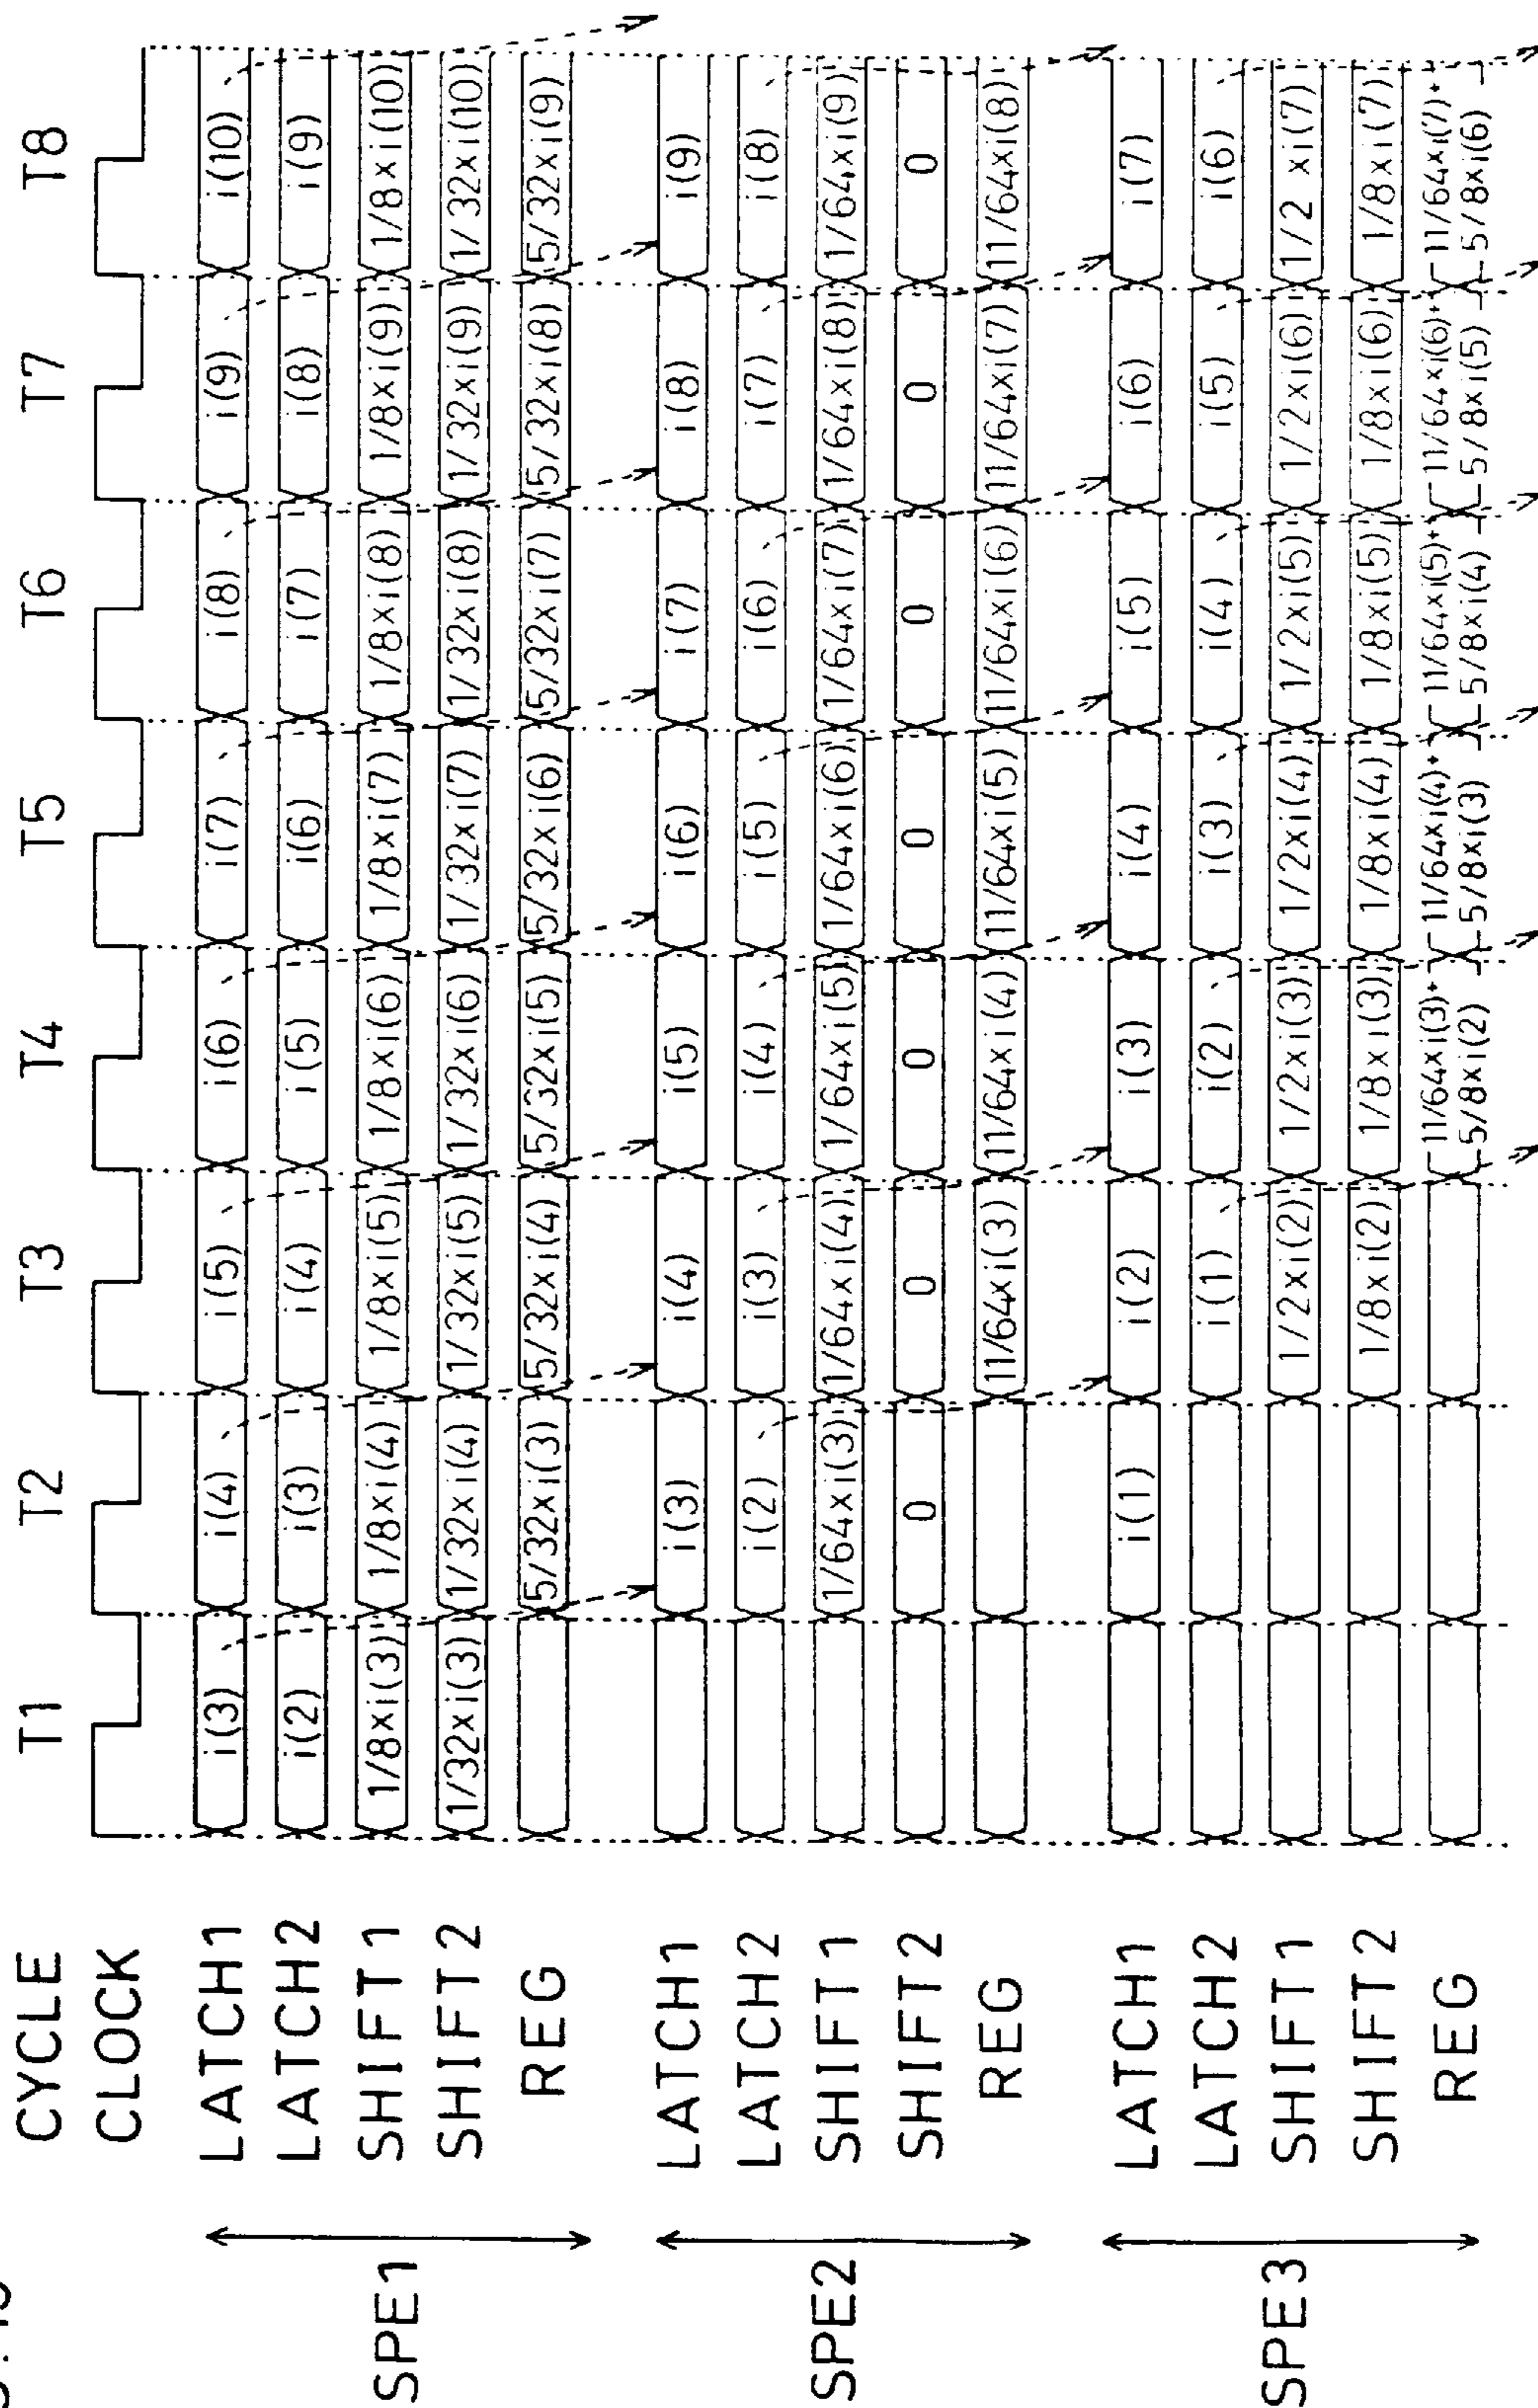 CYCLE T1 T2 T3 T4 T5 T6 T7 T8
CLOCK
SPE1
LATCH1 i(3) i(4) i(5) i(6) i(7) i(8) i(9) i(10)
LATCH2 i(2) i(3) i(4) i(5) i(6) i(7) i(8) i(9)
SHIFT1 1/8×i(3) 1/8×i(4) 1/8×i(5) 1/8×i(6) 1/8×i(7) 1/8×i(8) 1/8×i(9) 1/8×i(10)
SHIFT2 1/32×i(3) 1/32×i(4) 1/32×i(5) 1/32×i(6) 1/32×i(7) 1/32×i(8) 1/32×i(9) 1/32×i(10)
REG 5/32×i(3) 5/32×i(4) 5/32×i(5) 5/32×i(6) 5/32×i(7) 5/32×i(8) 5/32×i(9)
SPE2
LATCH1 i(3) i(4) i(5) i(6) i(7) i(8) i(9)
LATCH2 i(2) i(3) i(4) i(5) i(6) i(7) i(8)
SHIFT1 1/64×i(3) 1/64×i(4) 1/64×i(5) 1/64×i(6) 1/64×i(7) 1/64×i(8) 1/64×i(9)
SHIFT2 0 0 0 0 0 0 0
REG 11/64×i(3) 11/64×i(4) 11/64×i(5) 11/64×i(6) 11/64×i(7) 11/64×i(8)
SPE3
LATCH1 i(1) i(2) i(3) i(4) i(5) i(6) i(7)
LATCH2 i(1) i(2) i(3) i(4) i(5) i(6)
SHIFT1 1/2×i(2) 1/2×i(3) 1/2×i(4) 1/2×i(5) 1/2×i(6) 1/2 ×i(7)
SHIFT2 1/8×i(2) 1/8×i(3) 1/8×i(4) 1/8×i(5) 1/8×i(6) 1/8×i(7)
REG 11/64×i(3)+ 11/64×i(4)+ 11/64×i(5)+ 11/64×i(6)+ 11/64×i(7)+
5/8×i(2) 5/8×i(3) 5/8×i(4) 5/8×i(5) 5/8×i(6)